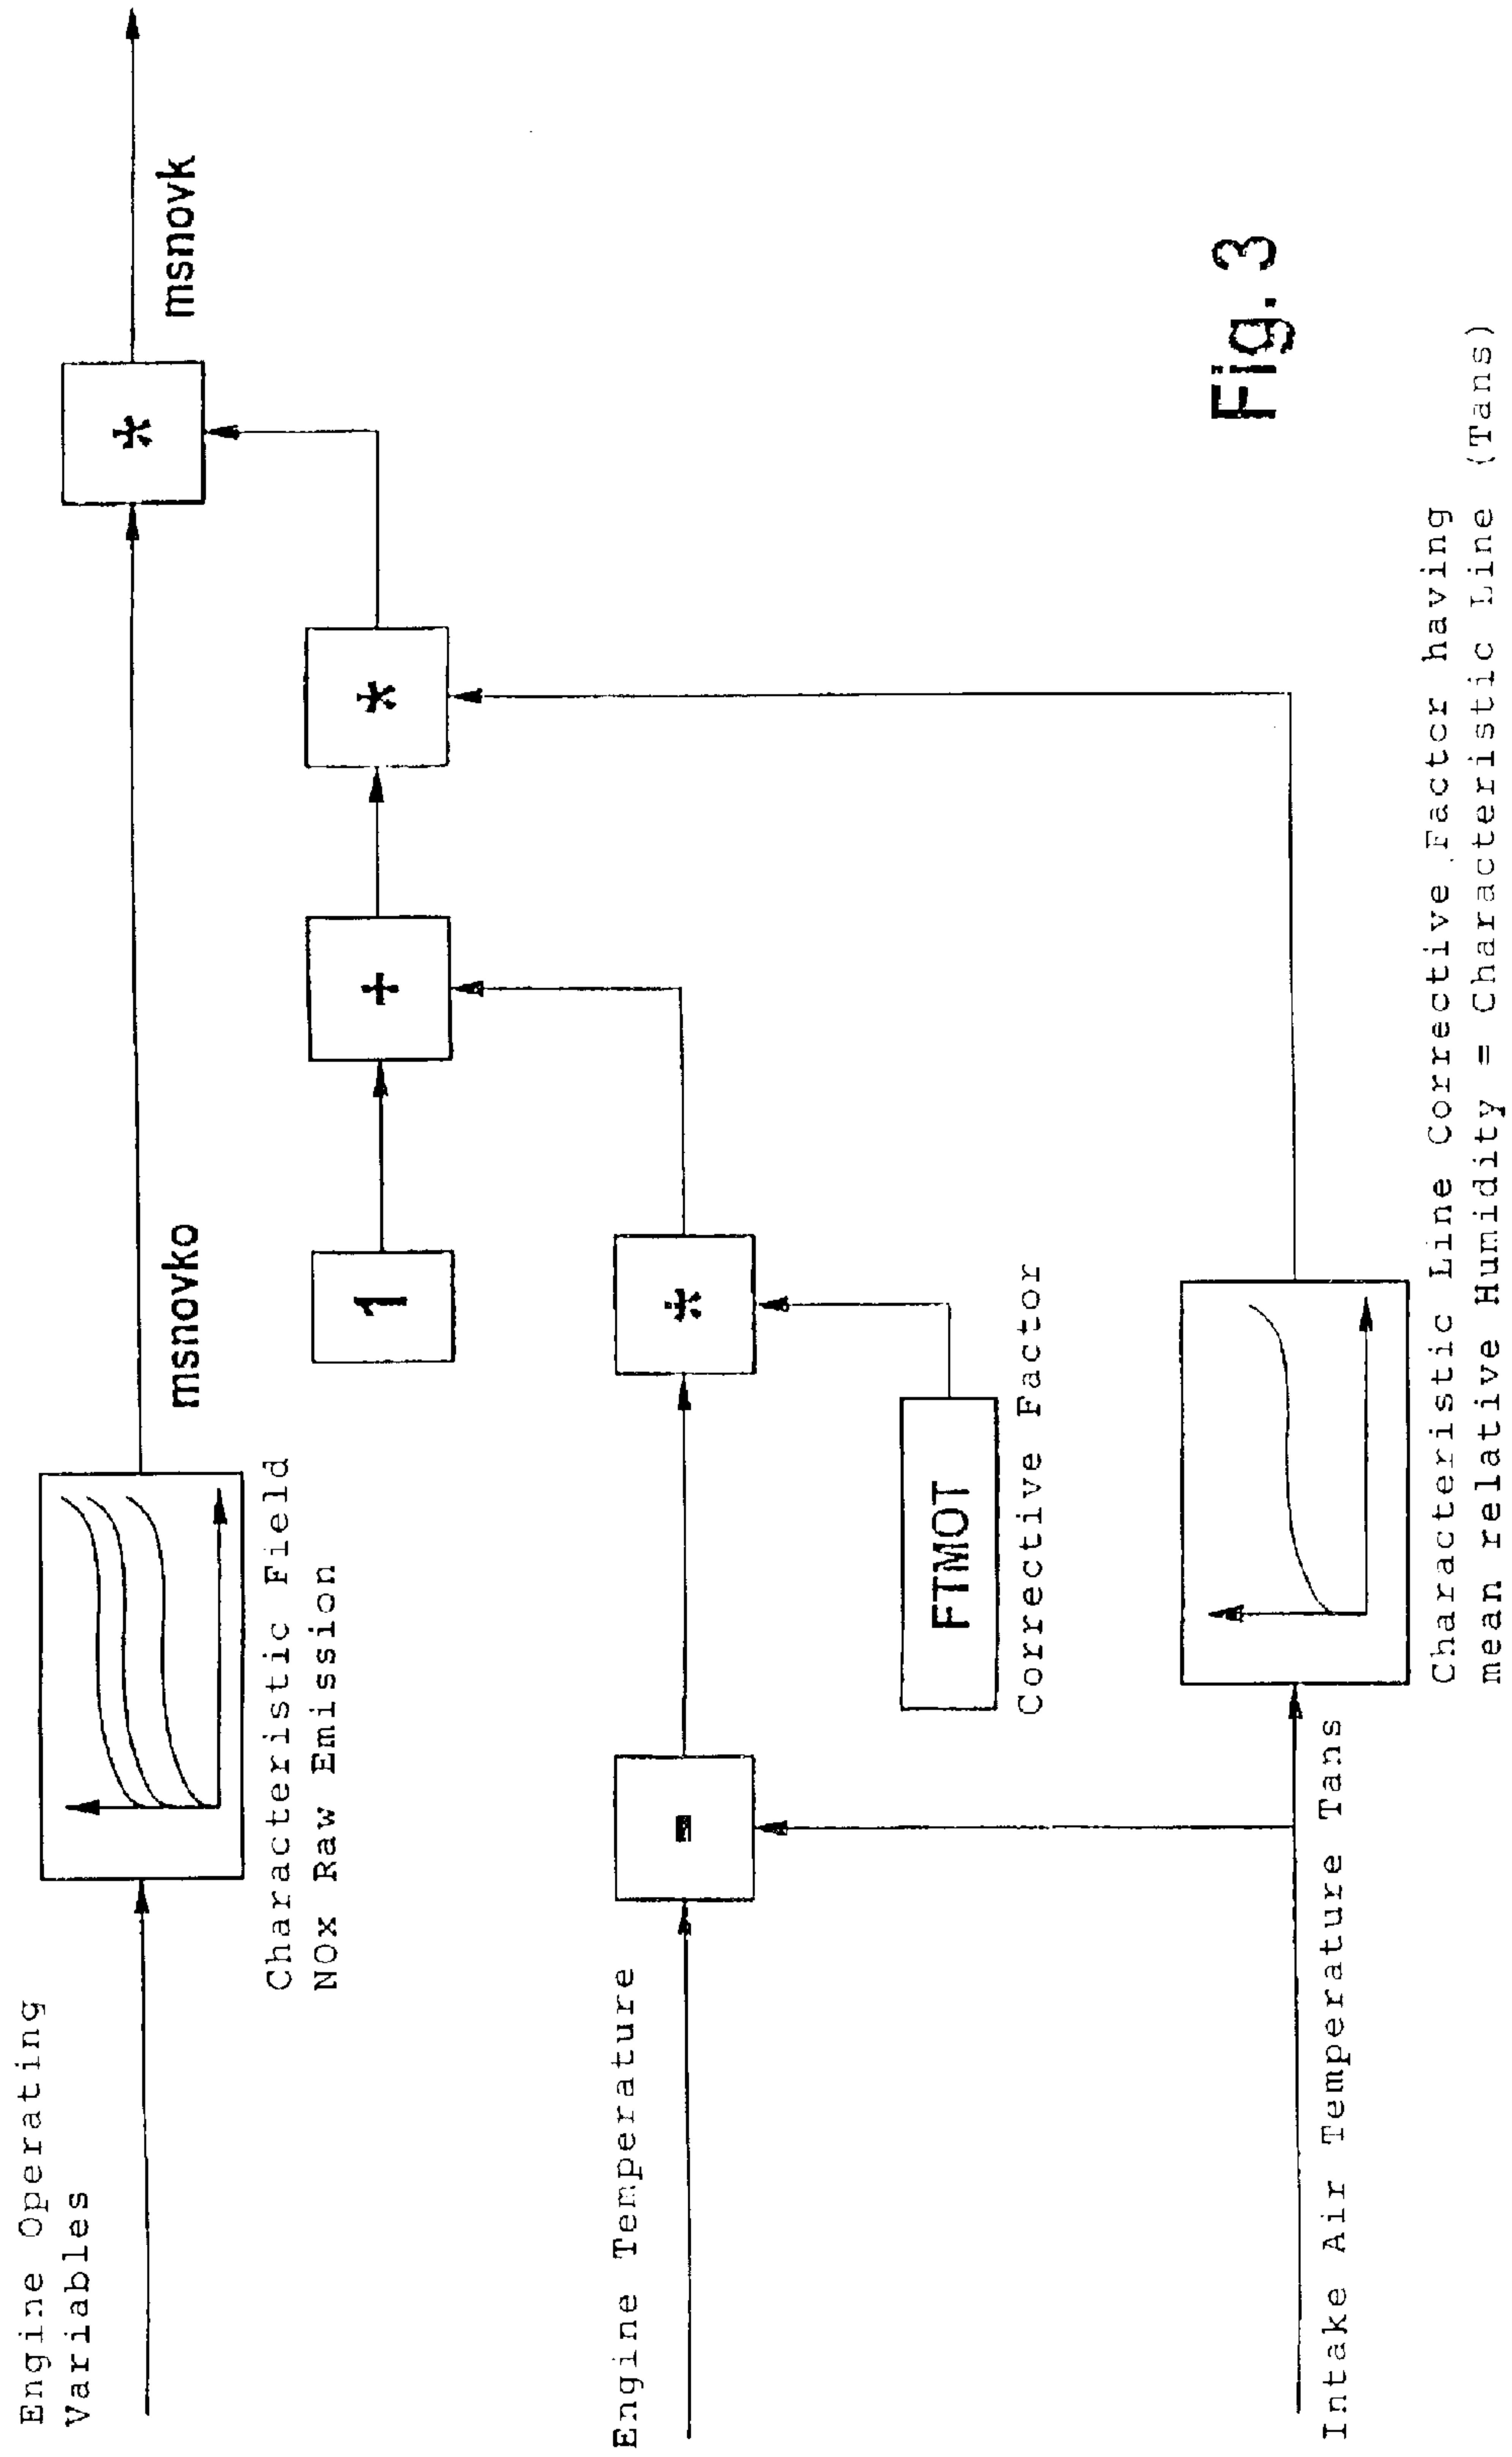 Engine Operating
Variables
msnovko
msnovk
*
Characteristic Field
NOx Raw Emission
1
+
*
Engine Temperature
-
*
FTMOT
Corrective Factor
Intake Air Temperature Tans
Characteristic Line Corrective Factor having
mean relative Humidity = Characteristic Line (Tans)
Fig. 3